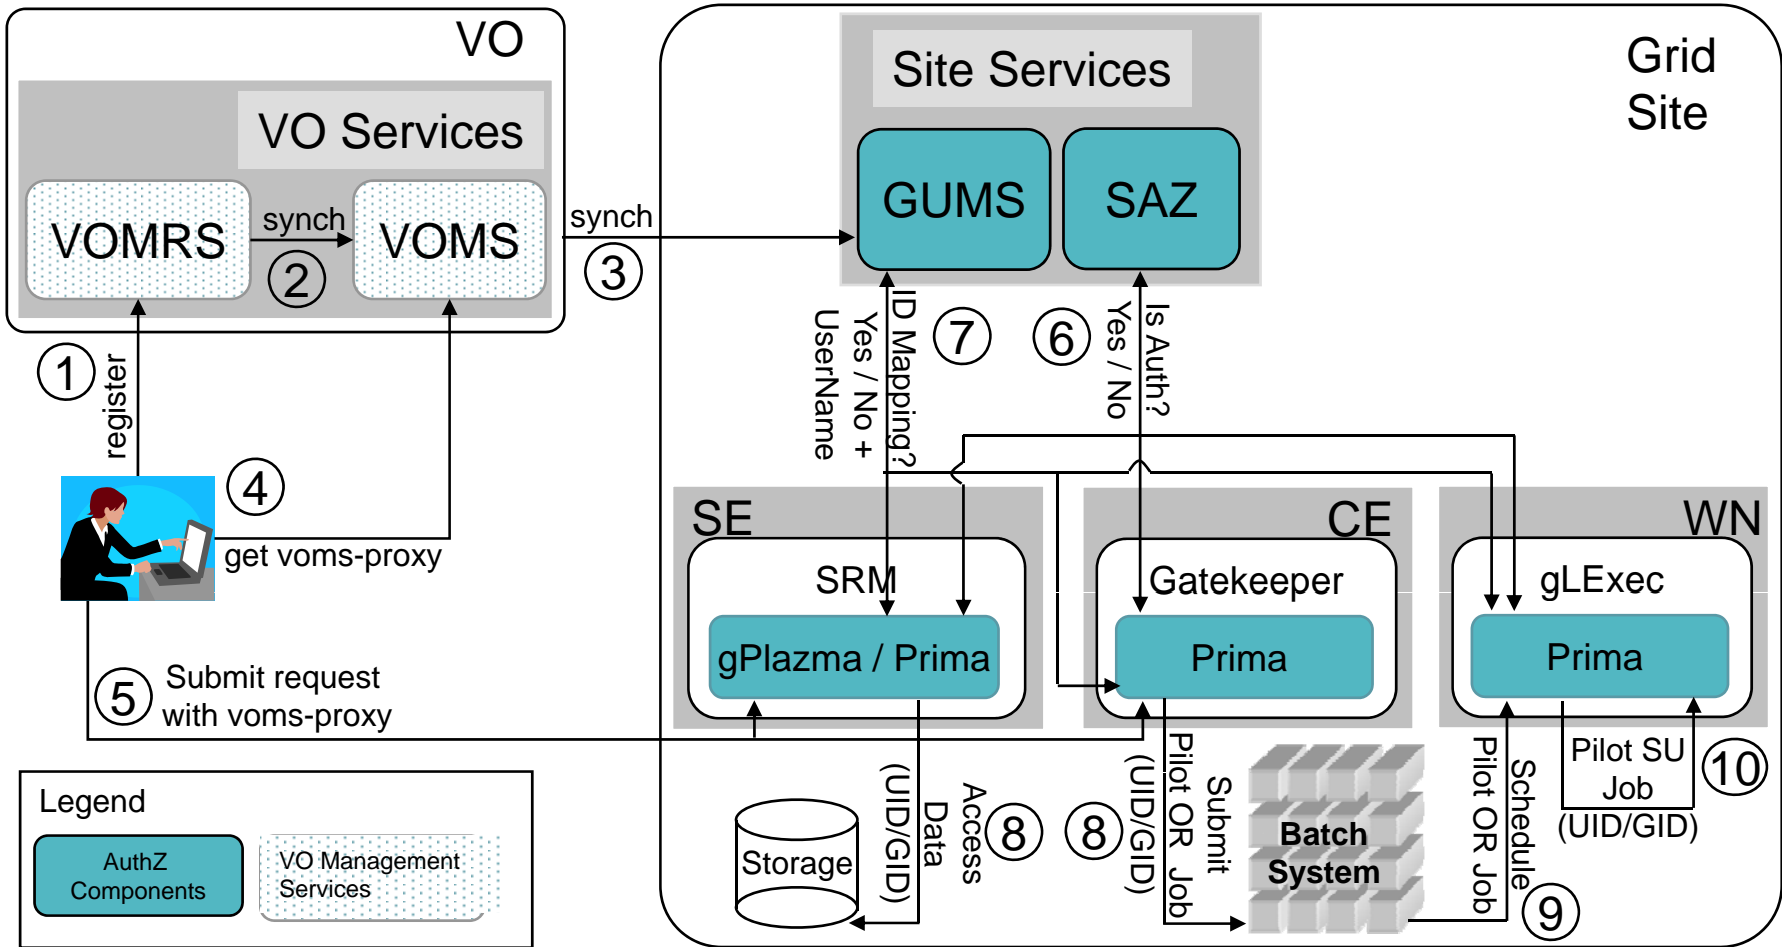 VO
VO Services
VOMRS
synch
2
VOMS
synch
3
Site Services
Grid
Site
GUMS
SAZ
1
register
4
get voms-proxy
5
Submit request
with voms-proxy
ID Mapping?
Yes / No +
UserName
7
6
Is Auth?
Yes / No
SE
SRM
gPlazma / Prima
CE
Gatekeeper
Prima
WN
gLExec
Prima
Access
Data
(UID/GID)
8
Storage
8
Submit
Pilot OR Job
(UID/GID)
Batch
System
Schedule
Pilot OR Job
9
Pilot SU
Job
(UID/GID)
10
Legend
AuthZ
Components
VO Management
Services